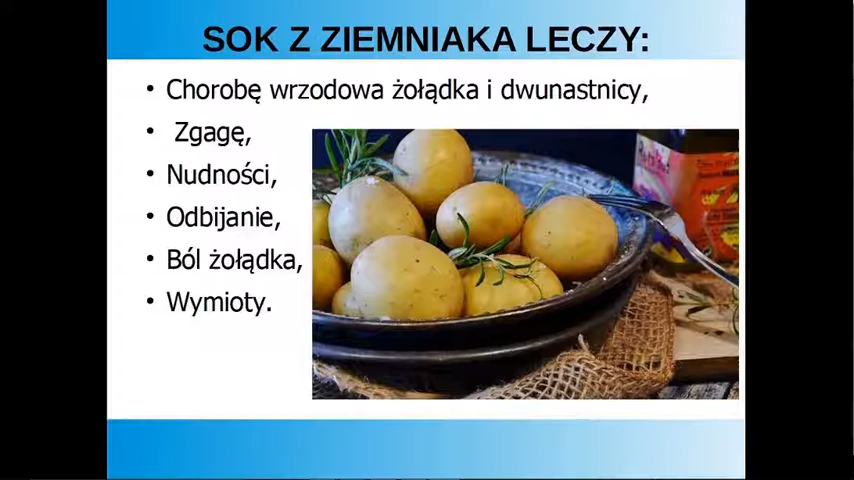 SOK Z ZIEMNIAKA LECZY:
• Chorobę wrzodowa żołądka i dwunastnicy,
• Zgagę,
• Nudności,
• Odbijanie,
• Ból żołądka,
• Wymioty.